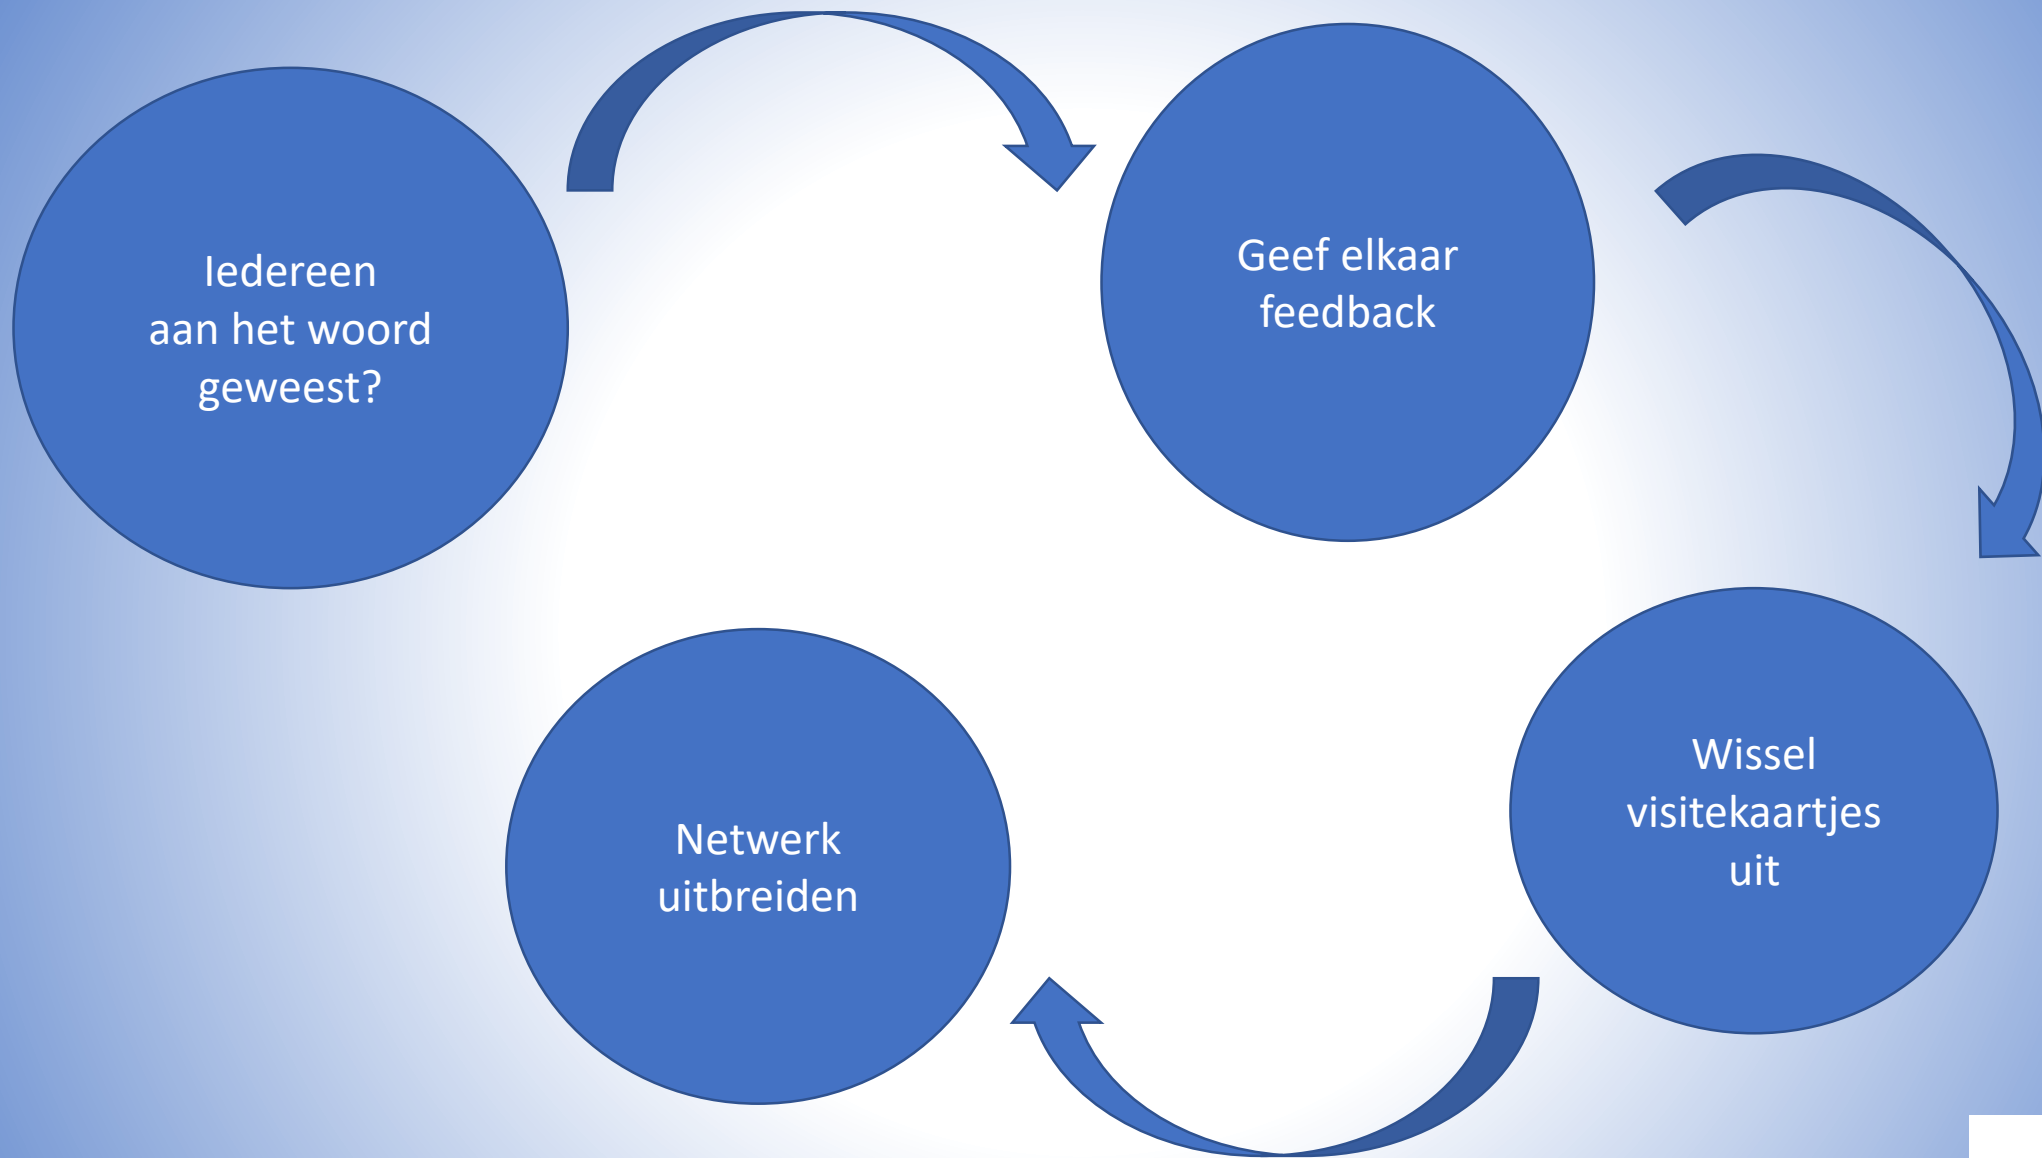 Iedereen
aan het woord
geweest?
Geef elkaar
feedback
Wissel
visitekaartjes
uit
Netwerk
uitbreiden